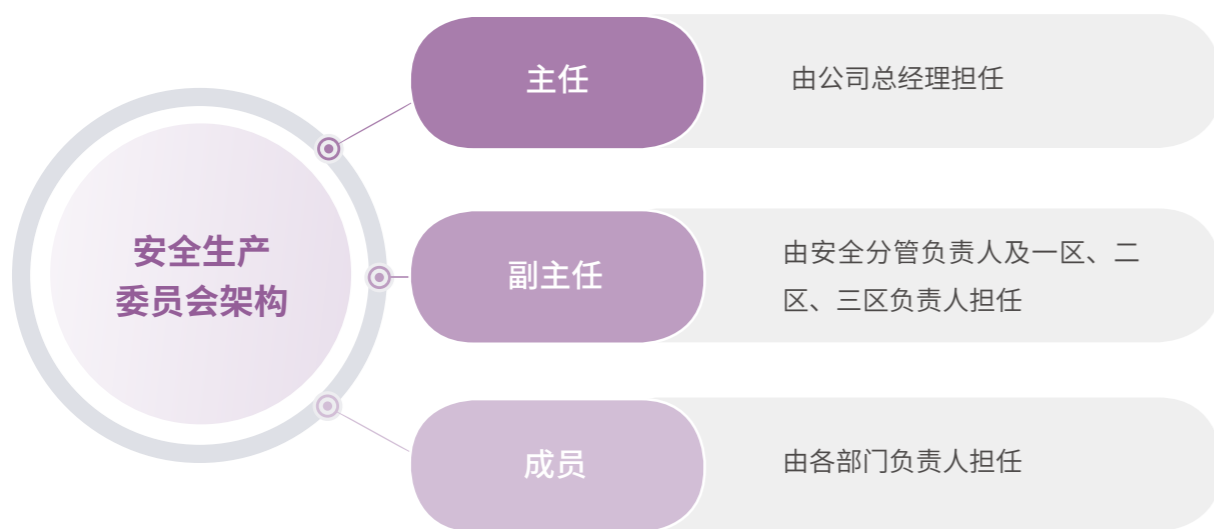 安全生产
委员会架构
主任
由公司总经理担任
副主任
由安全分管负责人及一区、二
区、三区负责人担任
成员
由各部门负责人担任